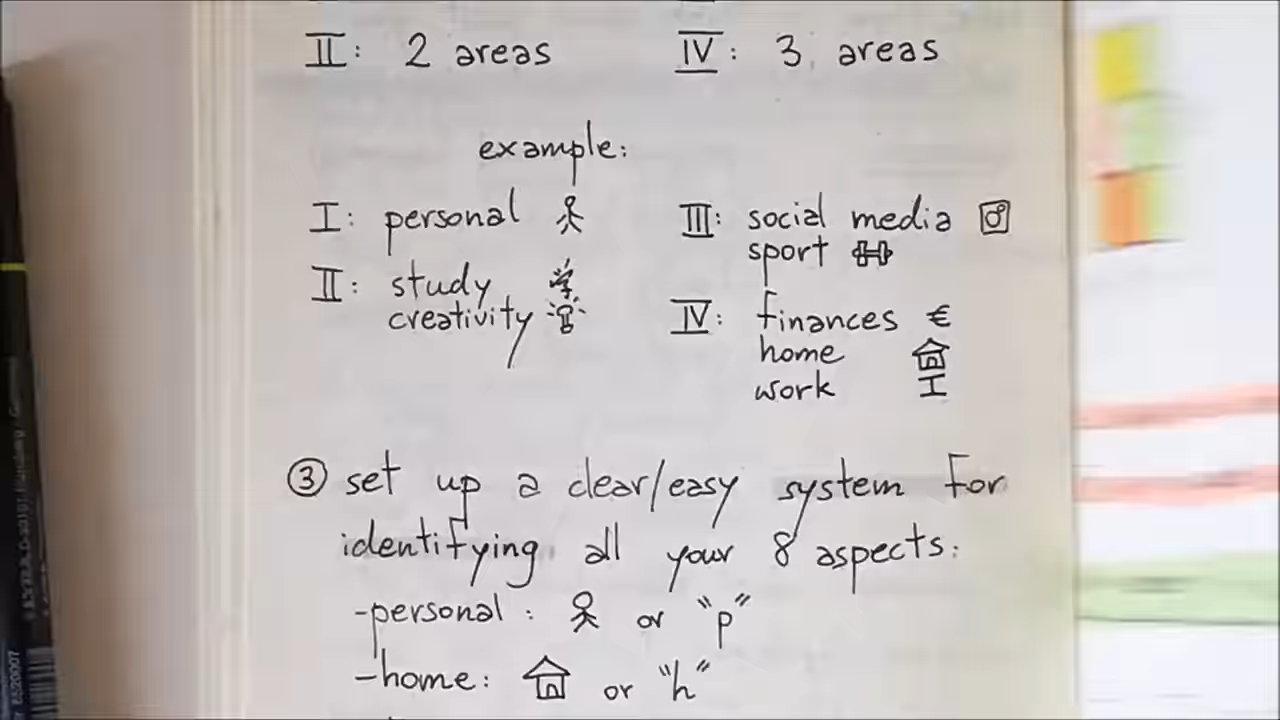 II: 2 areas
IV: 3 areas
example:
I: personal
II: study
creativity
III: social media
sport
IV: finances €
home
work
③ set up a clear/easy system for
identifying all your 8 aspects:
-personal: or "p"
-home: or "h"